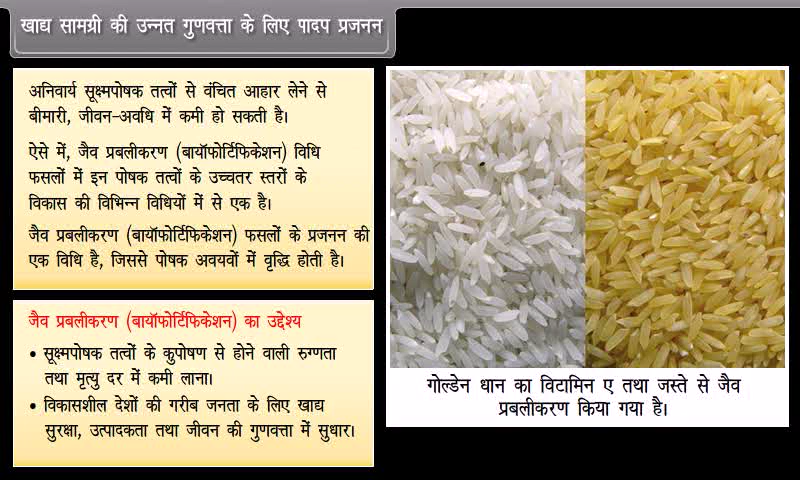 खाद्य सामग्री की उन्नत गुणवत्ता के लिए पादप प्रजनन
अनिवार्य सूक्ष्मपोषक तत्वों से वंचित आहार लेने से
बीमारी, जीवन-अवधि में कमी हो सकती है।
ऐसे में, जैव प्रबलीकरण (बायॉफोर्टिफिकेशन) विधि
फसलों में इन पोषक तत्वों के उच्चतर स्तरों के
विकास की विभिन्न विधियों में से एक है।
जैव प्रबलीकरण (बायॉफोर्टिफिकेशन) फसलों के प्रजनन की
एक विधि है, जिससे पोषक अवयवों में वृद्धि होती है।
जैव प्रबलीकरण (बायॉफोर्टिफिकेशन) का उद्देश्य
• सूक्ष्मपोषक तत्वों के कुपोषण से होने वाली रुग्णता
तथा मृत्यु दर में कमी लाना।
• विकासशील देशों की गरीब जनता के लिए खाद्य
सुरक्षा, उत्पादकता तथा जीवन की गुणवत्ता में सुधार।
गोल्डेन धान का विटामिन ए तथा जस्ते से जैव
प्रबलीकरण किया गया है।